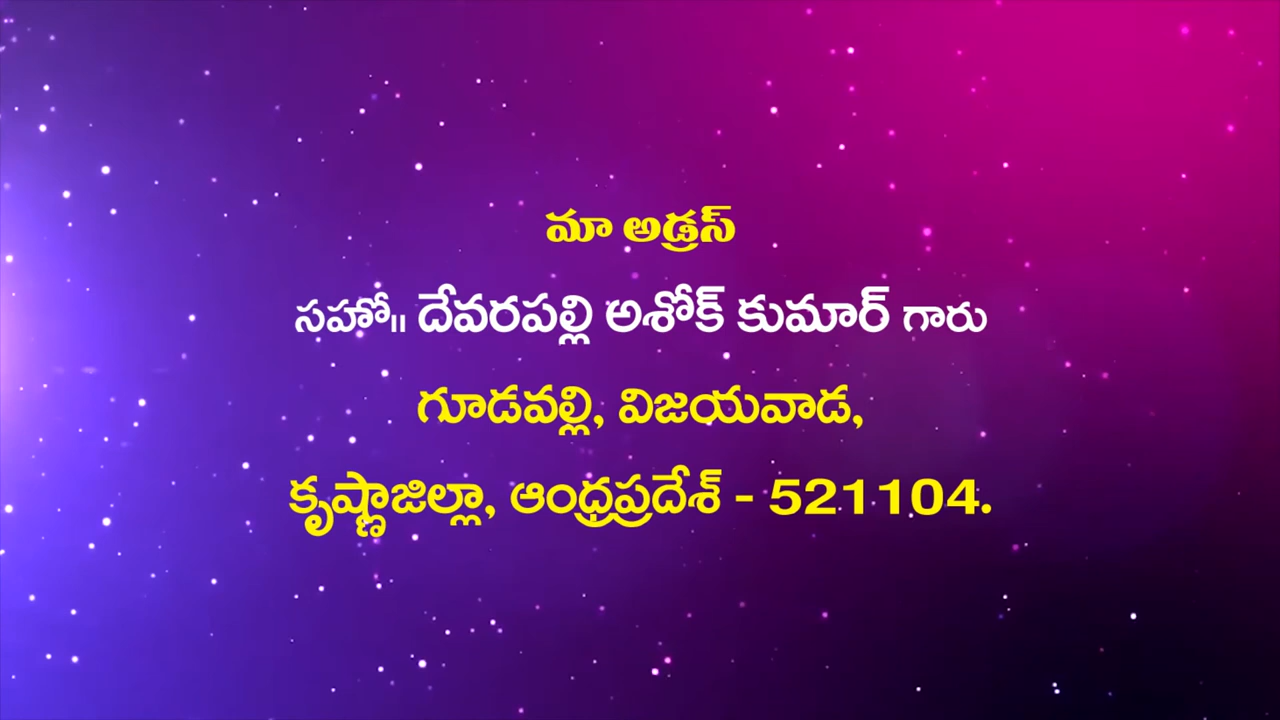 మా అడ్రస్
సహో॥ దేవరపల్లి అశోక్ కుమార్ గారు
గూడవల్లి, విజయవాడ,
కృష్ణాజిల్లా, ఆంధ్రప్రదేశ్ - 521104.